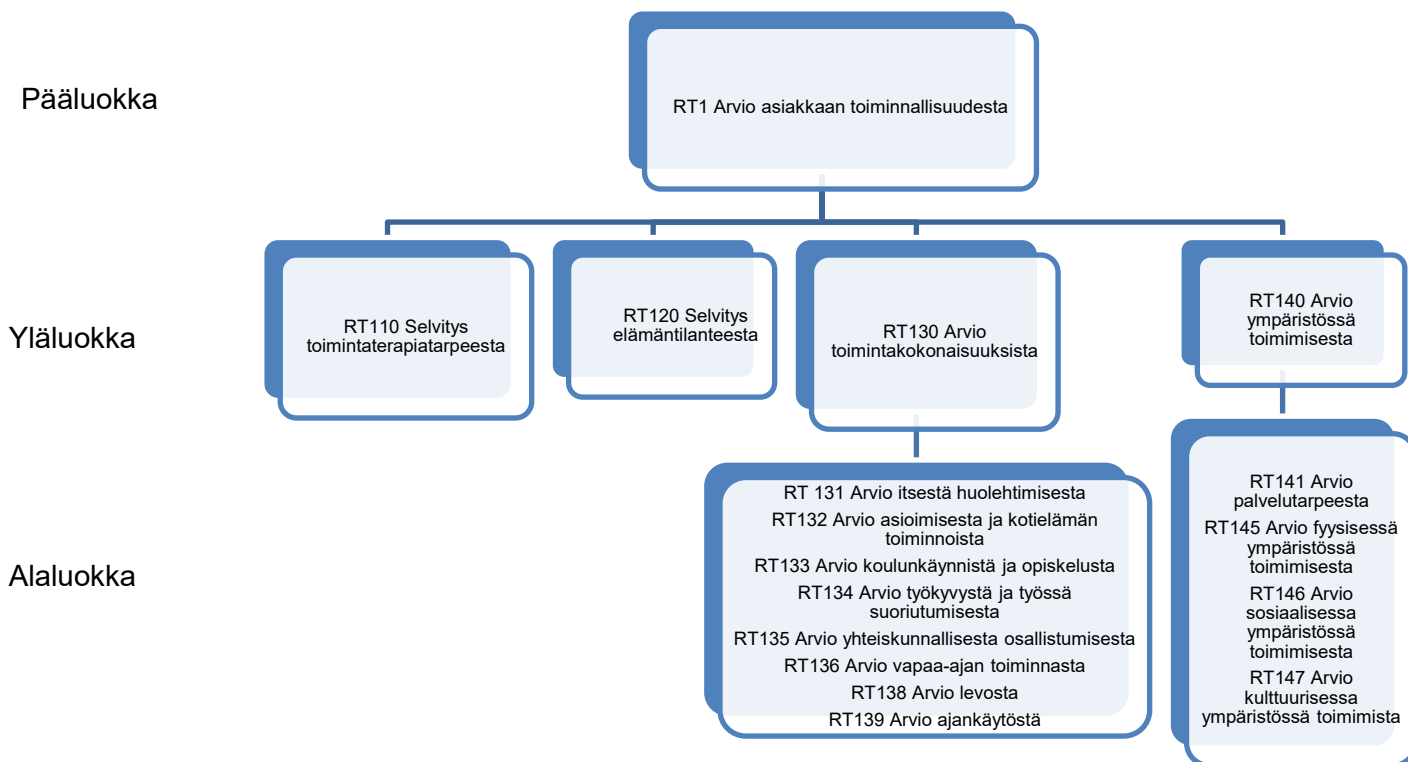 Pääluokka
RT1 Arvio asiakkaan toiminnallisuudesta
Yläluokka
RT110 Selvitys
toimintaterapiatarpeesta
RT120 Selvitys
elämäntilanteesta
RT130 Arvio
toimintakokonaisuuksista
RT140 Arvio
ympäristössä
toimimisesta
Alaluokka
RT 131 Arvio itsestä huolehtimisesta
RT132 Arvio asioimisesta ja kotielämän
toiminnoista
RT133 Arvio koulunkäynnistä ja opiskelusta
RT134 Arvio työkyvystä ja työssä
suoriutumisesta
RT135 Arvio yhteiskunnallisesta osallistumisesta
RT136 Arvio vapaa-ajan toiminnasta
RT138 Arvio levosta
RT139 Arvio ajankäytöstä
RT141 Arvio
palvelutarpeesta
RT145 Arvio fyysisessä
ympäristössä
toimimisesta
RT146 Arvio
sosiaalisessa
ympäristössä
toimimisesta
RT147 Arvio
kulttuurisessa
ympäristössä toimimista